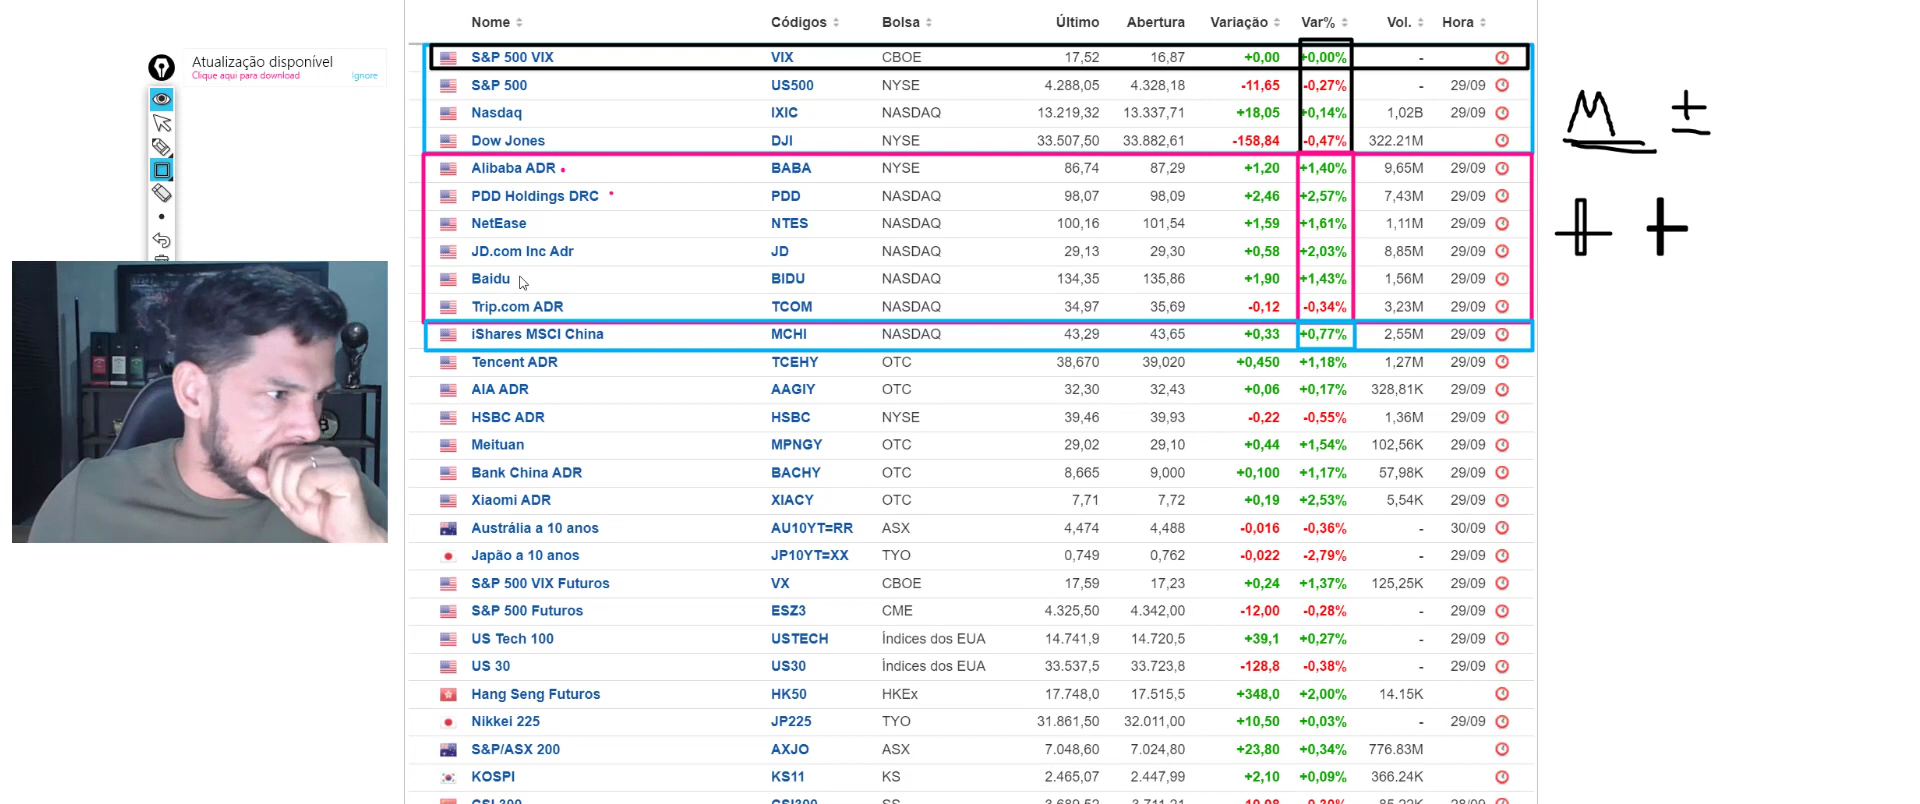 Nome Códigos Bolsa Último Abertura Variação Var% Vol. Hora
Atualização disponível
Clique aqui para download Ignore
S&P 500 VIX VIX CBOE 17,52 16,87 +0,00 +0,00% -
S&P 500 US500 NYSE 4.288,05 4.328,18 -11,65 -0,27% - 29/09
Nasdaq IXIC NASDAQ 13.219,32 13.337,71 +18,05 +0,14% 1,02B 29/09
Dow Jones DJI NYSE 33.507,50 33.882,61 -158,84 -0,47% 322.21M
Alibaba ADR BABA NYSE 86,74 87,29 +1,20 +1,40% 9,65M 29/09
PDD Holdings DRC PDD NASDAQ 98,07 98,09 +2,46 +2,57% 7,43M 29/09
NetEase NTES NASDAQ 100,16 101,54 +1,59 +1,61% 1,11M 29/09
JD.com Inc Adr JD NASDAQ 29,13 29,30 +0,58 +2,03% 8,85M 29/09
Baidu BIDU NASDAQ 134,35 135,86 +1,90 +1,43% 1,56M 29/09
Trip.com ADR TCOM NASDAQ 34,97 35,69 -0,12 -0,34% 3,23M 29/09
iShares MSCI China MCHI NASDAQ 43,29 43,65 +0,33 +0,77% 2,55M 29/09
Tencent ADR TCEHY OTC 38,670 39,020 +0,450 +1,18% 1,27M 29/09
AIA ADR AAGIY OTC 32,30 32,43 +0,06 +0,17% 328,81K 29/09
HSBC ADR HSBC NYSE 39,46 39,93 -0,22 -0,55% 1,36M 29/09
Meituan MPNGY OTC 29,02 29,10 +0,44 +1,54% 102,56K 29/09
Bank China ADR BACHY OTC 8,665 9,000 +0,100 +1,17% 57,98K 29/09
Xiaomi ADR XIACY OTC 7,71 7,72 +0,19 +2,53% 5,54K 29/09
Austrália a 10 anos AU10YT=RR ASX 4,474 4,488 -0,016 -0,36% - 30/09
Japão a 10 anos JP10YT=XX TYO 0,749 0,762 -0,022 -2,79% - 29/09
S&P 500 VIX Futuros VX CBOE 17,59 17,23 +0,24 +1,37% 125,25K 29/09
S&P 500 Futuros ESZ3 CME 4.325,50 4.342,00 -12,00 -0,28% - 29/09
US Tech 100 USTECH Índices dos EUA 14.741,9 14.720,5 +39,1 +0,27% - 29/09
US 30 US30 Índices dos EUA 33.537,5 33.723,8 -128,8 -0,38% - 29/09
Hang Seng Futuros HK50 HKEx 17.748,0 17.515,5 +348,0 +2,00% 14.15K
Nikkei 225 JP225 TYO 31.861,50 32.011,00 +10,50 +0,03% - 29/09
S&P/ASX 200 AXJO ASX 7.048,60 7.024,80 +23,80 +0,34% 776.83M
KOSPI KS11 KS 2.465,07 2.447,99 +2,10 +0,09% 366.24K
M ±
+ +